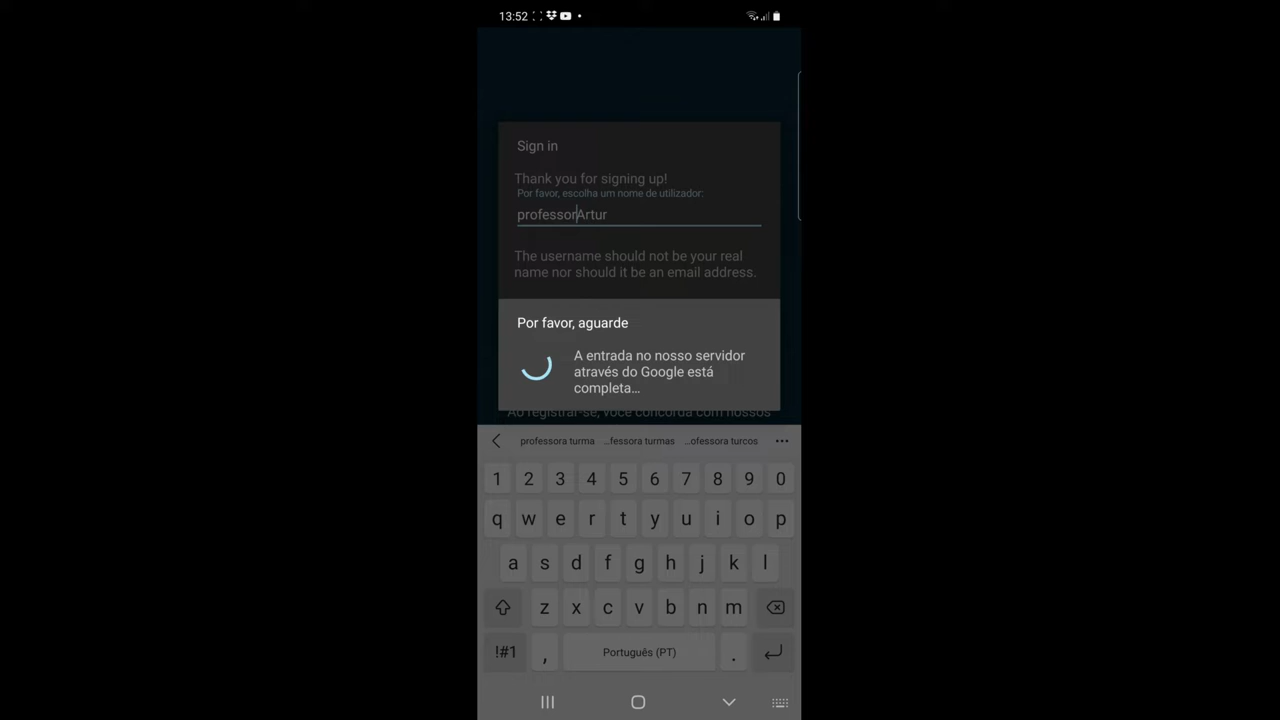 13:52
Sign in
Thank you for signing up!
Por favor, escolha um nome de utilizador:
professorArtur
The username should not be your real
name nor should it be an email address.
Por favor, aguarde
A entrada no nosso servidor
através do Google está
completa…
Ao registrar-se, você concorda com nossos
professora turma ...fessora turmas ...ofessora turcos
1 2 3 4 5 6 7 8 9 0
q w e r t y u i o p
a s d f g h j k l
z x c v b n m
!#1 , Português (PT) .